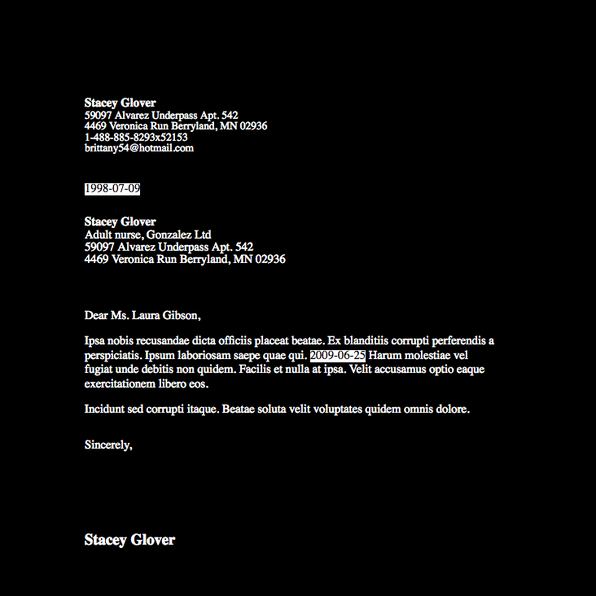 Stacey Glover
59097 Alvarez Underpass Apt. 542
4469 Veronica Run Berryland, MN 02936
1-488-885-8293x52153
brittany54@hotmail.com
1998-07-09
Stacey Glover
Adult nurse, Gonzalez Ltd
59097 Alvarez Underpass Apt. 542
4469 Veronica Run Berryland, MN 02936
Dear Ms. Laura Gibson,
Ipsa nobis recusandae dicta officiis placeat beatae. Ex blanditiis corrupti perferendis a
perspiciatis. Ipsum laboriosam saepe quae qui. 2009-06-25 Harum molestiae vel
fugiat unde debitis non quidem. Facilis et nulla at ipsa. Velit accusamus optio eaque
exercitationem libero eos.
Incidunt sed corrupti itaque. Beatae soluta velit voluptates quidem omnis dolore.
Sincerely,
Stacey Glover